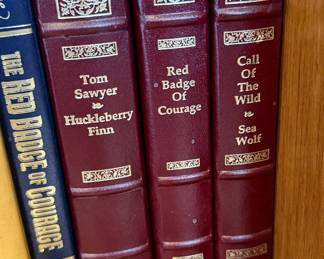 THE RED BADGE OF COURAGE
Tom
Sawyer
Huckleberry
Finn
Red
Badge
Of
Courage
Call
Of The
Wild
Sea
Wolf